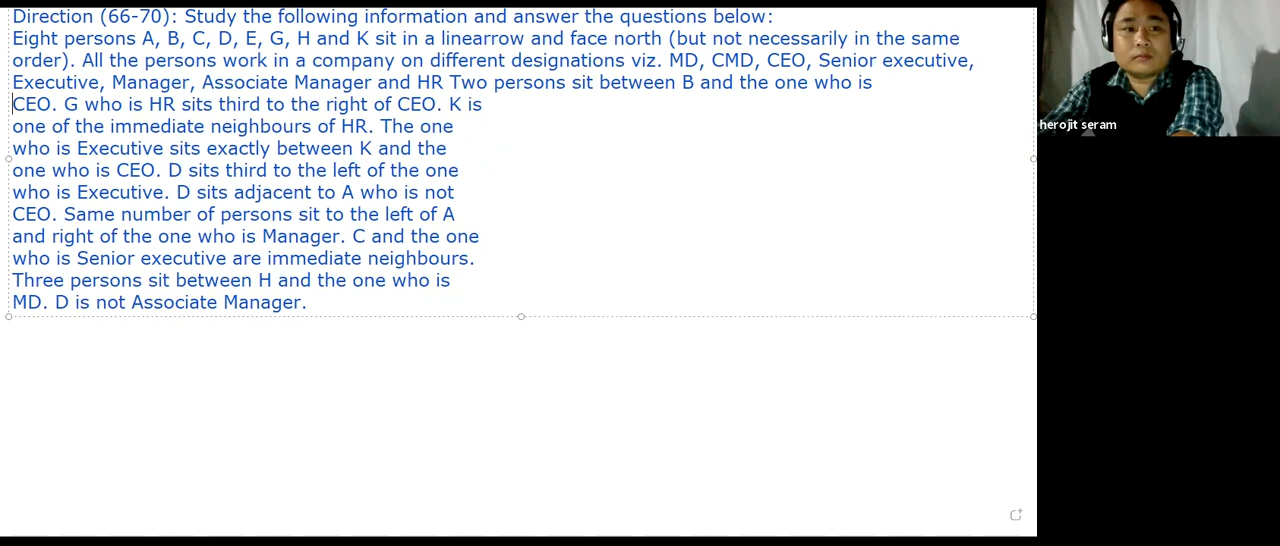 Direction (66-70): Study the following information and answer the questions below:
Eight persons A, B, C, D, E, G, H and K sit in a linearrow and face north (but not necessarily in the same
order). All the persons work in a company on different designations viz. MD, CMD, CEO, Senior executive,
Executive, Manager, Associate Manager and HR Two persons sit between B and the one who is
CEO. G who is HR sits third to the right of CEO. K is
one of the immediate neighbours of HR. The one
who is Executive sits exactly between K and the
one who is CEO. D sits third to the left of the one
who is Executive. D sits adjacent to A who is not
CEO. Same number of persons sit to the left of A
and right of the one who is Manager. C and the one
who is Senior executive are immediate neighbours.
Three persons sit between H and the one who is
MD. D is not Associate Manager.
herojit seram